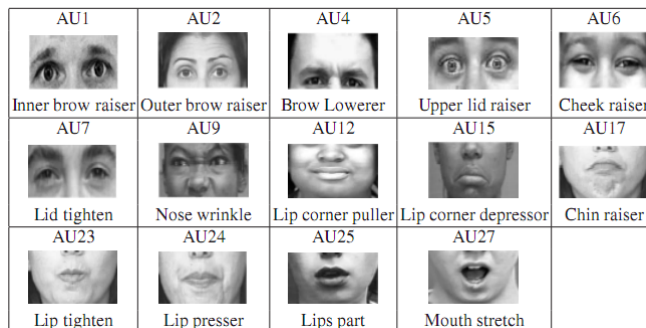 AU1 AU2 AU4 AU5 AU6
Inner brow raiser Outer brow raiser Brow Lowerer Upper lid raiser Cheek raiser
AU7 AU9 AU12 AU15 AU17
Lid tighten Nose wrinkle Lip corner puller Lip corner depressor Chin raiser
AU23 AU24 AU25 AU27
Lip tighten Lip presser Lips part Mouth stretch